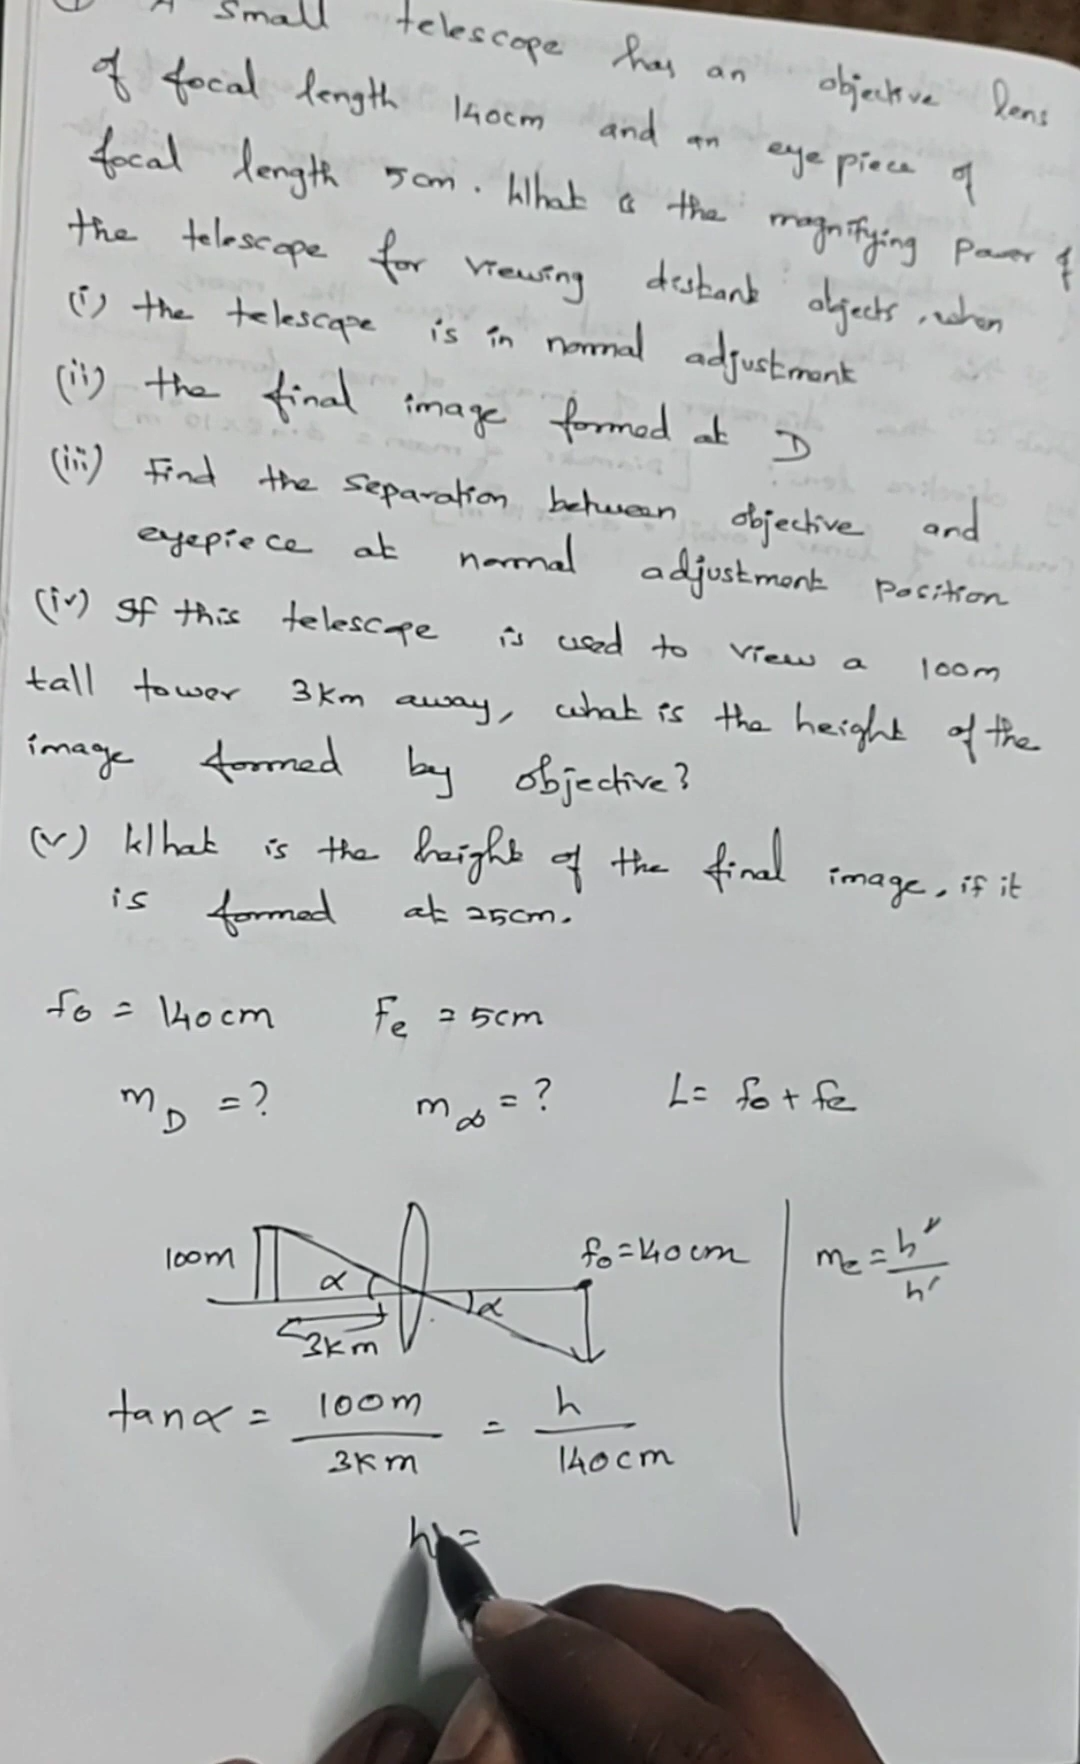 ① A small telescope has an objective lens
of focal length 140cm and an eye piece of
focal length 5cm. What is the magnifying power of
the telescope for viewing distant objects, when
(i) the telescope is in normal adjustment
(ii) the final image formed at D
(iii) Find the separation between objective and
eyepiece at normal adjustment position
(iv) If this telescope is used to view a 100m
tall tower 3km away, what is the height of the
image formed by objective?
(v) What is the height of the final image, if it
is formed at 25cm.
fo = 140cm Fe = 5cm
mD = ? m∞ = ? L = fo + fe
100m α 3km α fo = 140cm
me = h''/h'
tanα = 100m/3km = h/140cm
h =